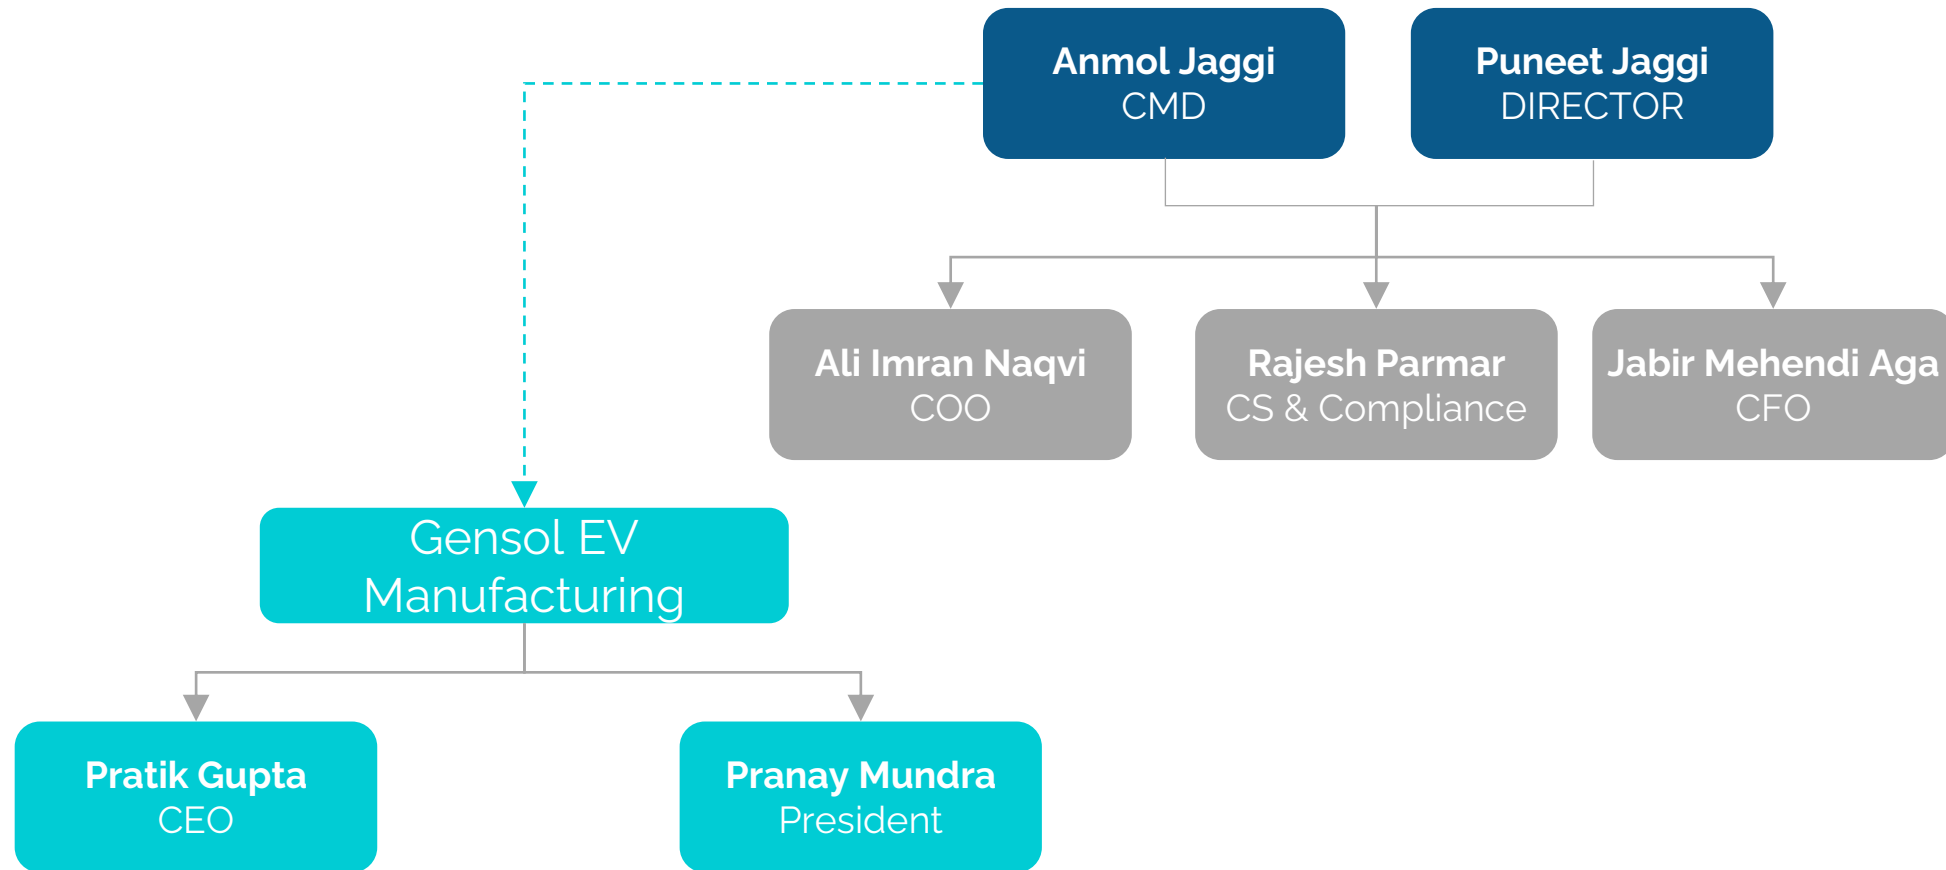 Anmol Jaggi
CMD
Puneet Jaggi
DIRECTOR
Ali Imran Naqvi
COO
Rajesh Parmar
CS & Compliance
Jabir Mehendi Aga
CFO
Gensol EV
Manufacturing
Pratik Gupta
CEO
Pranay Mundra
President